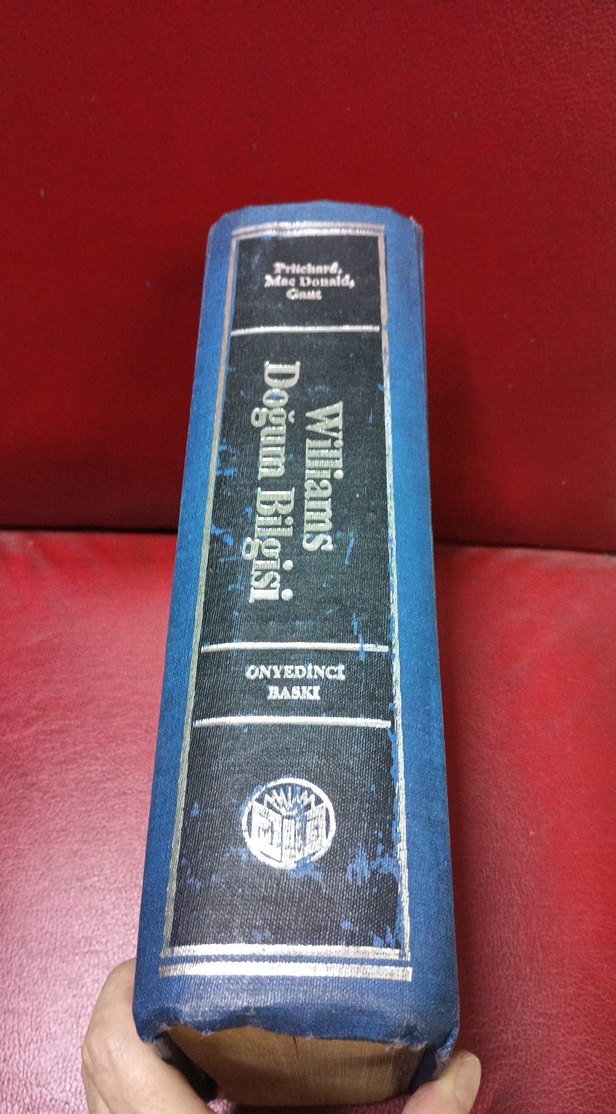 Pritchard,
Mac Donald,
Gant
Williams
Doğum Bilgisi
ONYEDİNCİ
BASKI